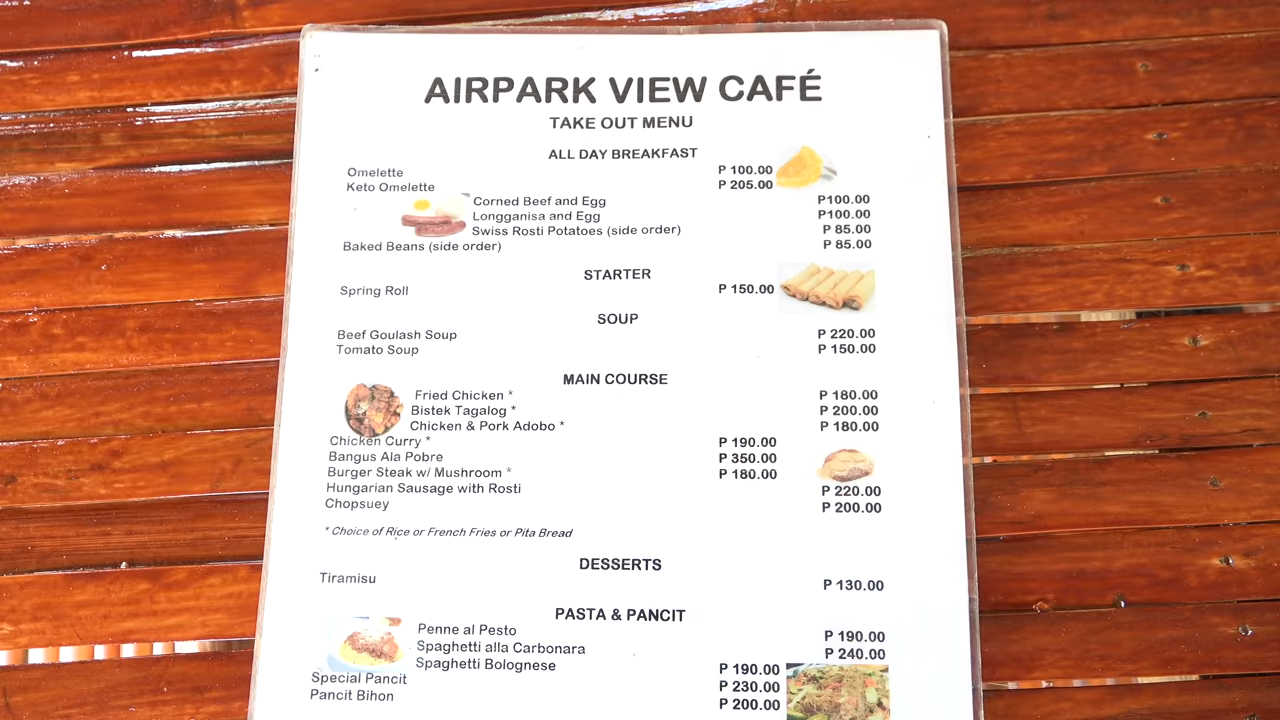 AIRPARK VIEW CAFÉ
TAKE OUT MENU
ALL DAY BREAKFAST
Omelette P 100.00
Keto Omelette P 205.00
Corned Beef and Egg P100.00
Longganisa and Egg P100.00
Swiss Rosti Potatoes (side order) P 85.00
Baked Beans (side order) P 85.00
STARTER
Spring Roll P 150.00
SOUP
Beef Goulash Soup P 220.00
Tomato Soup P 150.00
MAIN COURSE
Fried Chicken * P 180.00
Bistek Tagalog * P 200.00
Chicken & Pork Adobo * P 180.00
Chicken Curry * P 190.00
Bangus Ala Pobre P 350.00
Burger Steak w/ Mushroom * P 180.00
Hungarian Sausage with Rosti P 220.00
Chopsuey P 200.00
* Choice of Rice or French Fries or Pita Bread
DESSERTS
Tiramisu P 130.00
PASTA & PANCIT
Penne al Pesto P 190.00
Spaghetti alla Carbonara P 240.00
Spaghetti Bolognese P 190.00
Special Pancit P 230.00
Pancit Bihon P 200.00